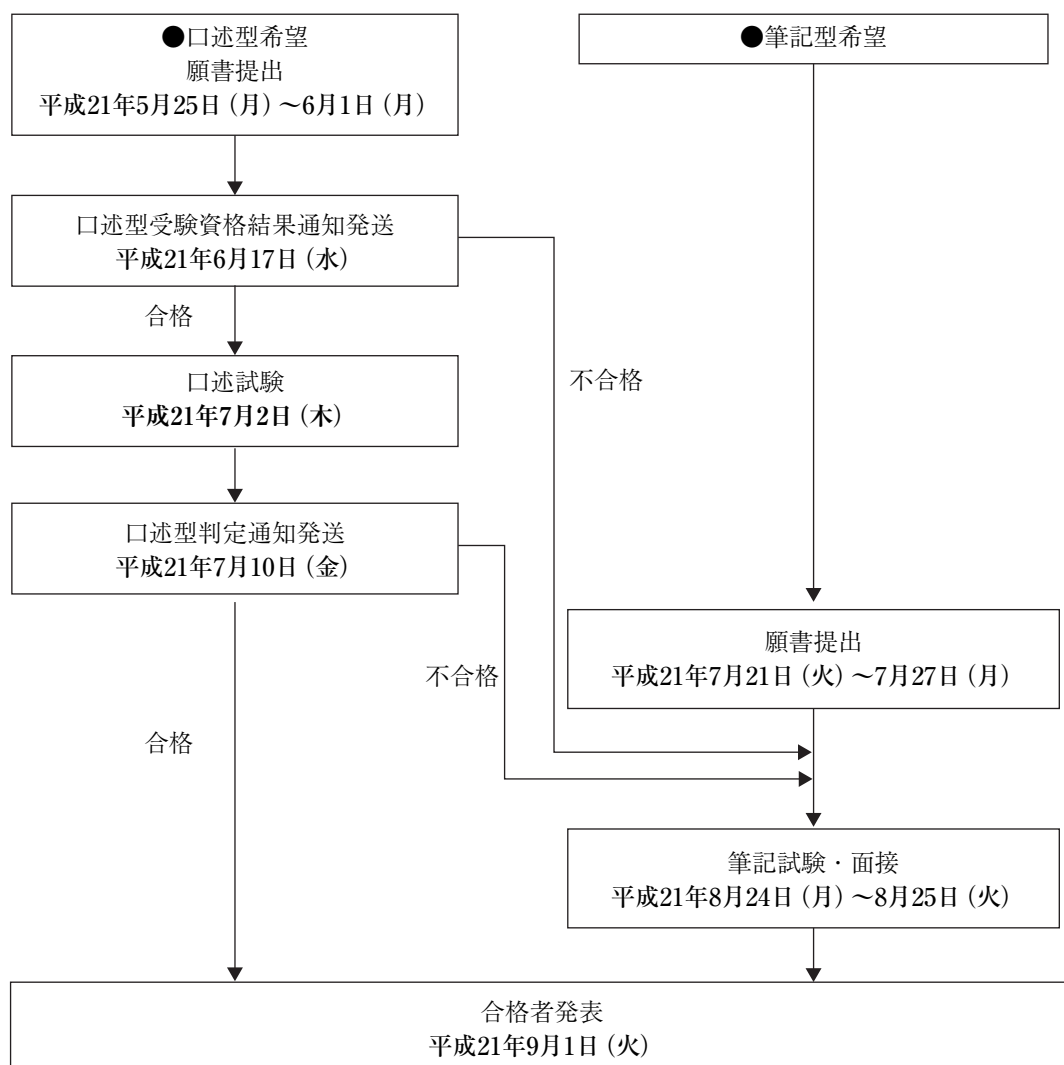 ●口述型希望
願書提出
平成21年5月25日（月）～6月1日（月）
●筆記型希望
口述型受験資格結果通知発送
平成21年6月17日（水）
合格
不合格
口述試験
平成21年7月2日（木）
口述型判定通知発送
平成21年7月10日（金）
不合格
合格
願書提出
平成21年7月21日（火）～7月27日（月）
筆記試験・面接
平成21年8月24日（月）～8月25日（火）
合格者発表
平成21年9月1日（火）